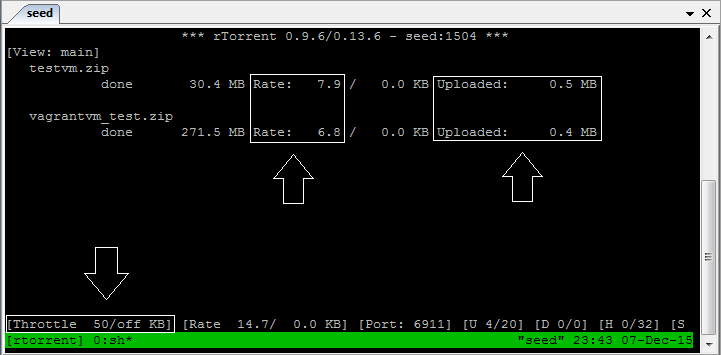 seed
*** rTorrent 0.9.6/0.13.6 - seed:1504 ***
[View: main]
testvm.zip
done 30.4 MB Rate: 7.9 / 0.0 KB Uploaded: 0.5 MB
vagrantvm_test.zip
done 271.5 MB Rate: 6.8 / 0.0 KB Uploaded: 0.4 MB
[Throttle 50/off KB] [Rate 14.7/ 0.0 KB] [Port: 6911] [U 4/20] [D 0/0] [H 0/32] [S
[rtorrent] 0:sh* "seed" 23:43 07-Dec-15